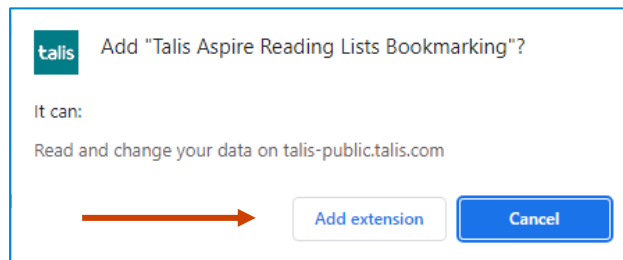 talis
Add "Talis Aspire Reading Lists Bookmarking"?
It can:
Read and change your data on talis-public.talis.com
Add extension
Cancel